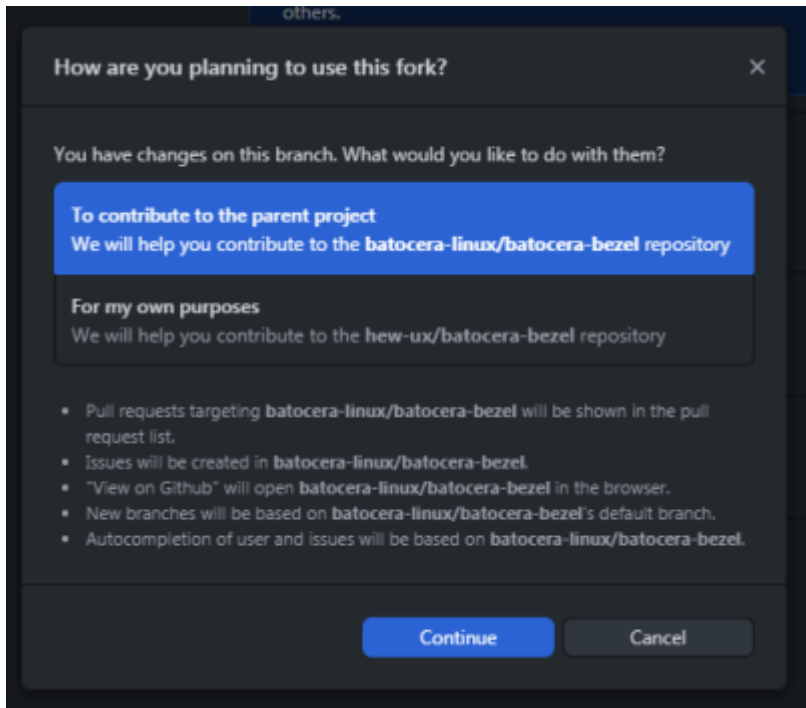 others.
How are you planning to use this fork?
You have changes on this branch. What would you like to do with them?
To contribute to the parent project
We will help you contribute to the batocera-linux/batocera-bezel repository
For my own purposes
We will help you contribute to the hew-ux/batocera-bezel repository
• Pull requests targeting batocera-linux/batocera-bezel will be shown in the pull
request list.
• Issues will be created in batocera-linux/batocera-bezel.
• "View on Github" will open batocera-linux/batocera-bezel in the browser.
• New branches will be based on batocera-linux/batocera-bezel's default branch.
• Autocompletion of user and issues will be based on batocera-linux/batocera-bezel.
Continue
Cancel